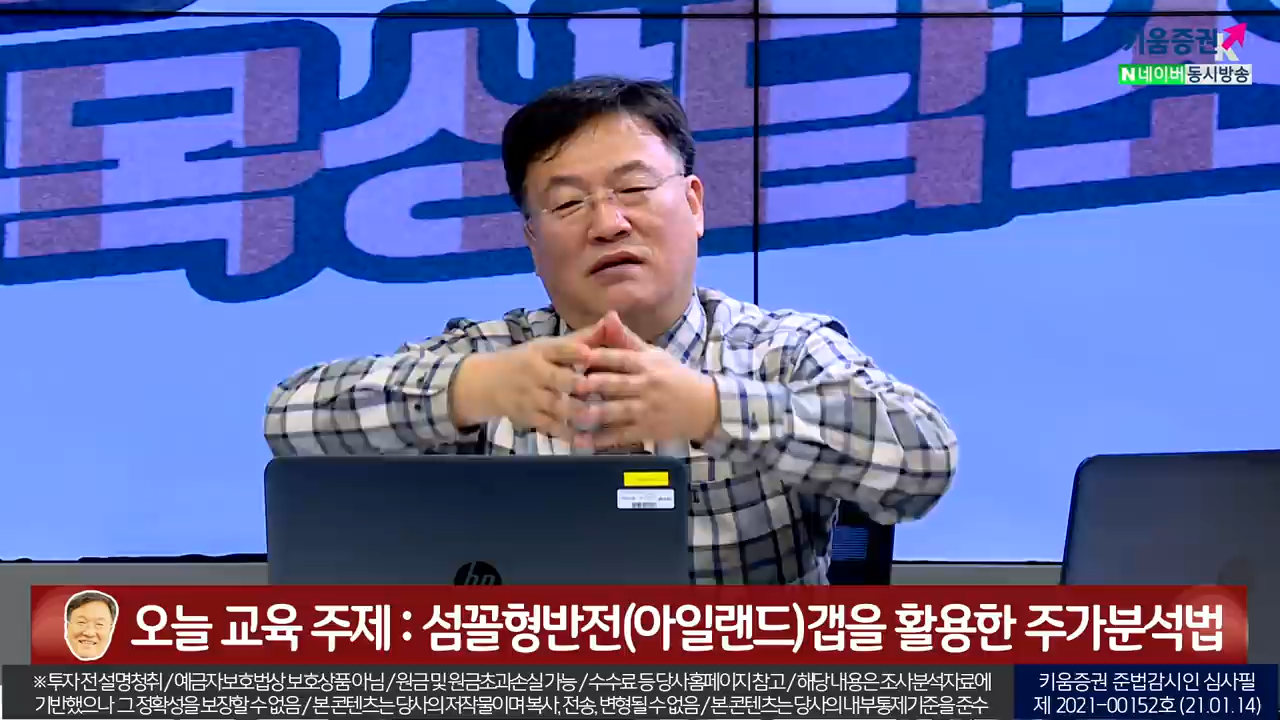 키움증권
N 네이버 동시방송
hp
오늘 교육 주제 : 섬꼴형반전(아일랜드)갭을 활용한 주가분석법
※ 투자 전 설명청취 / 예금자보호법상 보호상품 아님 / 원금 및 원금초과손실 가능 / 수수료 등 당사 홈페이지 참고 / 해당 내용은 조사분석자료에
기반했으나 그 정확성을 보장할 수 없음 / 본 콘텐츠는 당사의 저작물이며 복사, 전송, 변형될 수 없음 / 본 콘텐츠는 당사의 내부통제기준을 준수
키움증권 준법감시인 심사필
제 2021-00152호 (21.01.14)